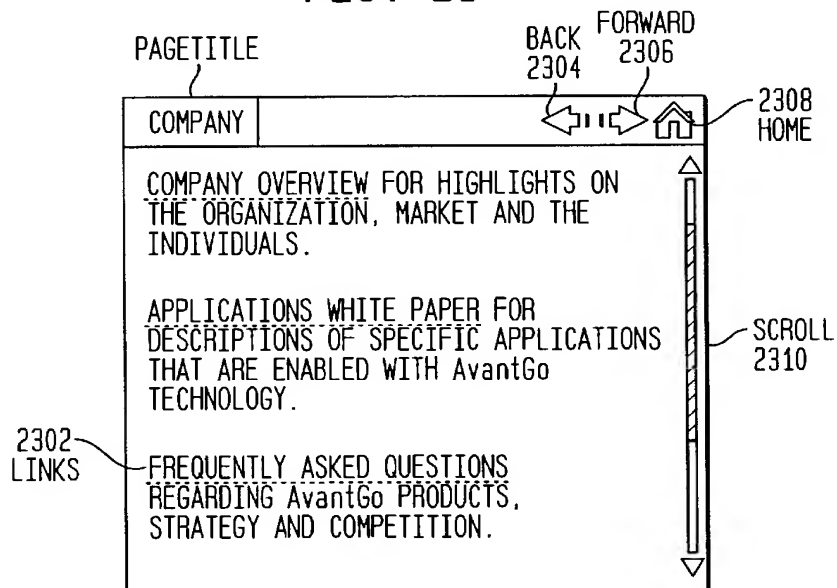 PAGETITLE
BACK
2304
FORWARD
2306
2308
HOME
COMPANY
COMPANY OVERVIEW FOR HIGHLIGHTS ON
THE ORGANIZATION, MARKET AND THE
INDIVIDUALS.
APPLICATIONS WHITE PAPER FOR
DESCRIPTIONS OF SPECIFIC APPLICATIONS
THAT ARE ENABLED WITH AvantGo
TECHNOLOGY.
SCROLL
2310
2302
LINKS
FREQUENTLY ASKED QUESTIONS
REGARDING AvantGo PRODUCTS,
STRATEGY AND COMPETITION.